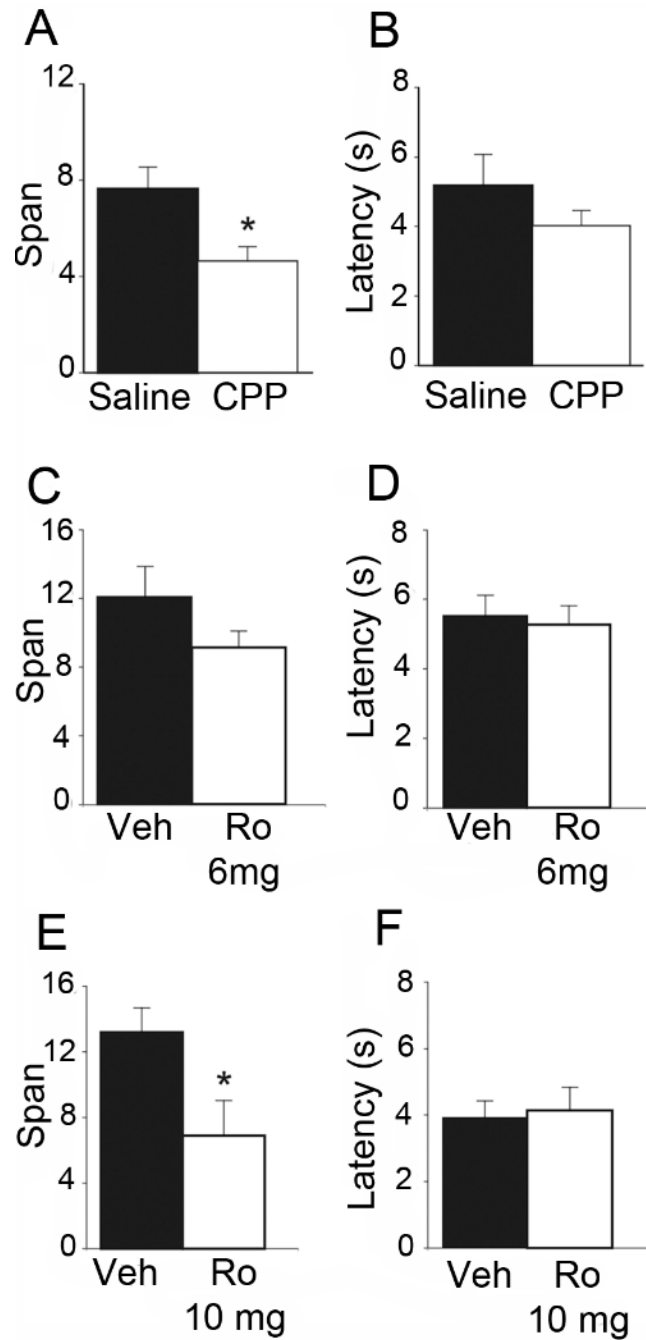 A
Span
12
8
*
4
0
Saline CPP
B
Latency (s)
8
6
4
2
0
Saline CPP
C
Span
16
12
8
4
0
Veh Ro
6mg
D
Latency (s)
8
6
4
2
0
Veh Ro
6mg
E
Span
16
12
*
8
4
0
Veh Ro
10 mg
F
Latency (s)
8
6
4
2
0
Veh Ro
10 mg